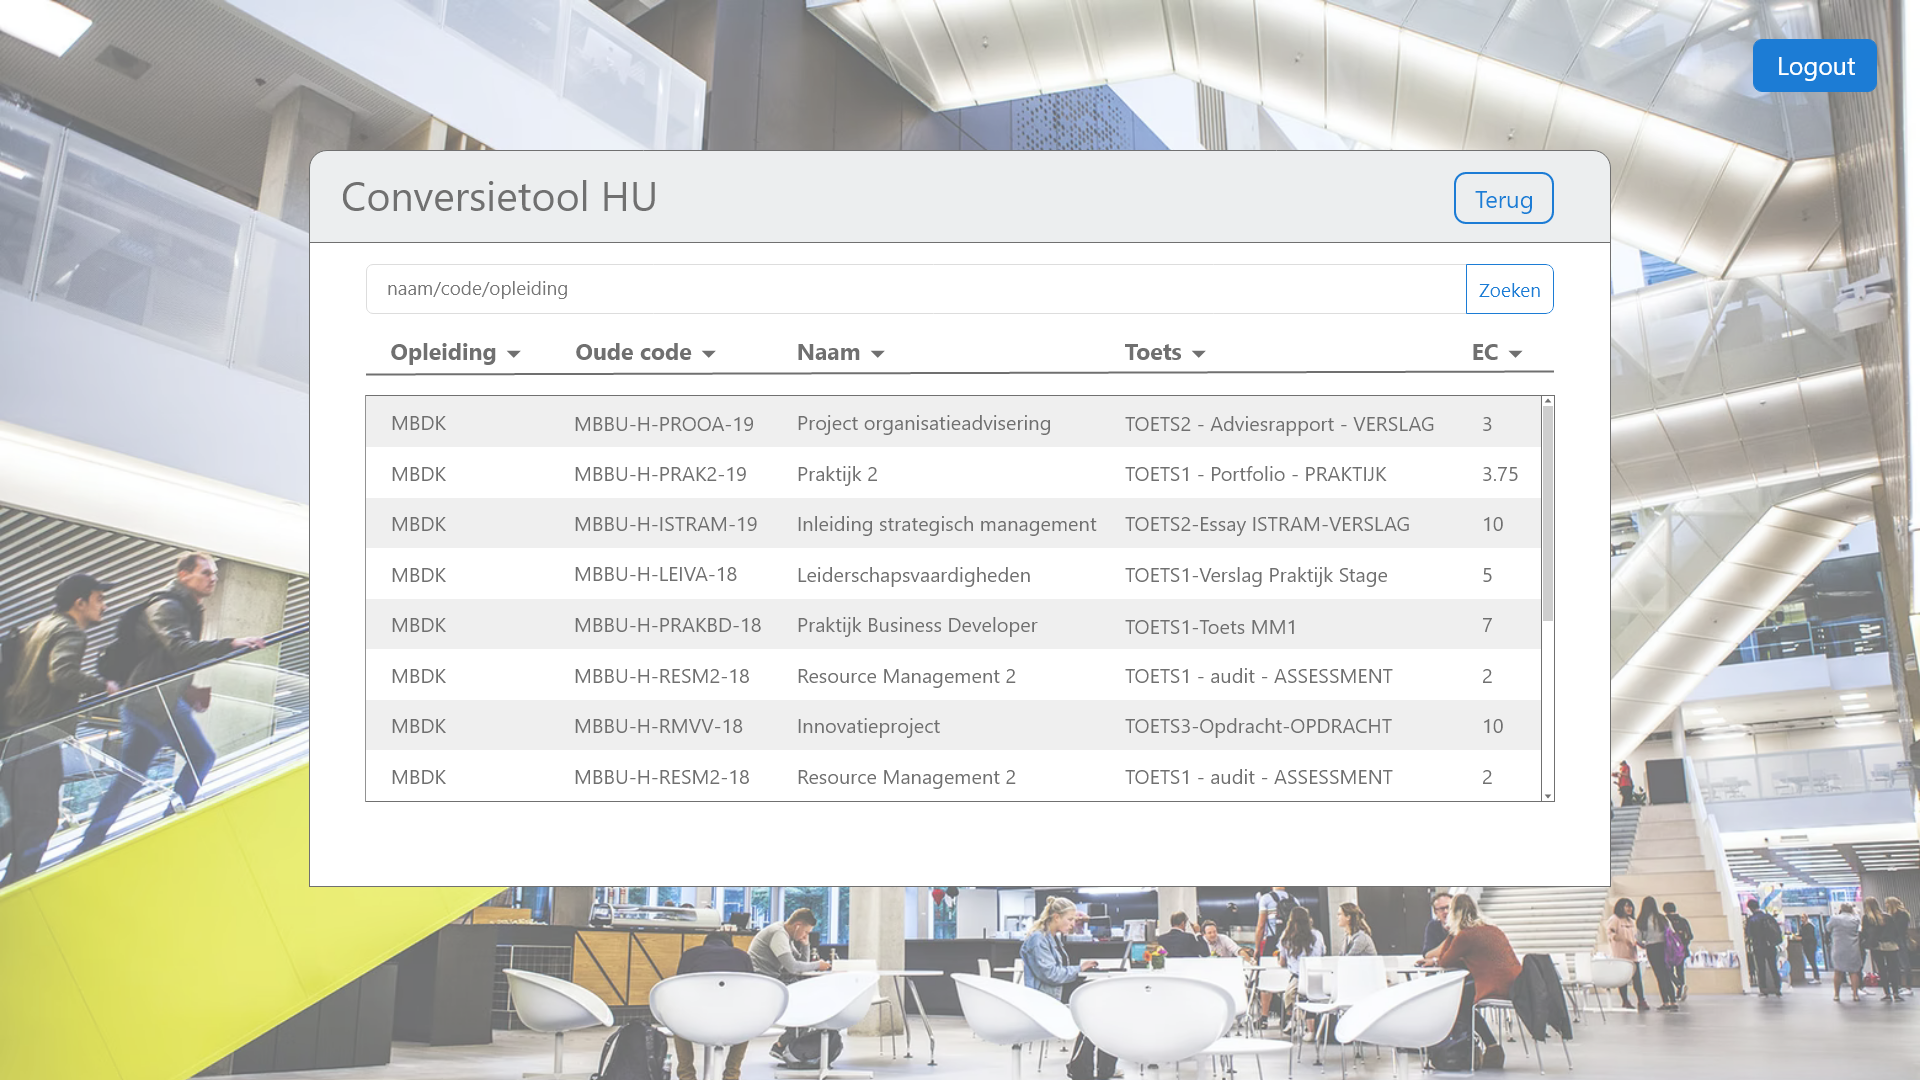 Logout
Conversietool HU
Terug
naam/code/opleiding
Zoeken
Opleiding Oude code Naam Toets EC
MBDK MBBU-H-PROOA-19 Project organisatieadvisering TOETS2 - Adviesrapport - VERSLAG 3
MBDK MBBU-H-PRAK2-19 Praktijk 2 TOETS1 - Portfolio - PRAKTIJK 3.75
MBDK MBBU-H-ISTRAM-19 Inleiding strategisch management TOETS2-Essay ISTRAM-VERSLAG 10
MBDK MBBU-H-LEIVA-18 Leiderschapsvaardigheden TOETS1-Verslag Praktijk Stage 5
MBDK MBBU-H-PRAKBD-18 Praktijk Business Developer TOETS1-Toets MM1 7
MBDK MBBU-H-RESM2-18 Resource Management 2 TOETS1 - audit - ASSESSMENT 2
MBDK MBBU-H-RMVV-18 Innovatieproject TOETS3-Opdracht-OPDRACHT 10
MBDK MBBU-H-RESM2-18 Resource Management 2 TOETS1 - audit - ASSESSMENT 2